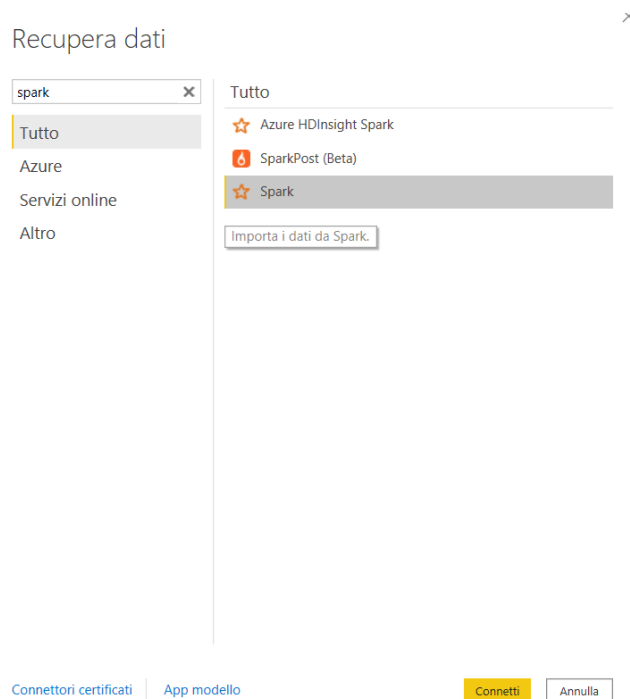 Recupera dati
spark
Tutto
Azure
Servizi online
Altro
Tutto
Azure HDInsight Spark
SparkPost (Beta)
Spark
Importa i dati da Spark.
Connettori certificati
App modello
Connetti
Annulla